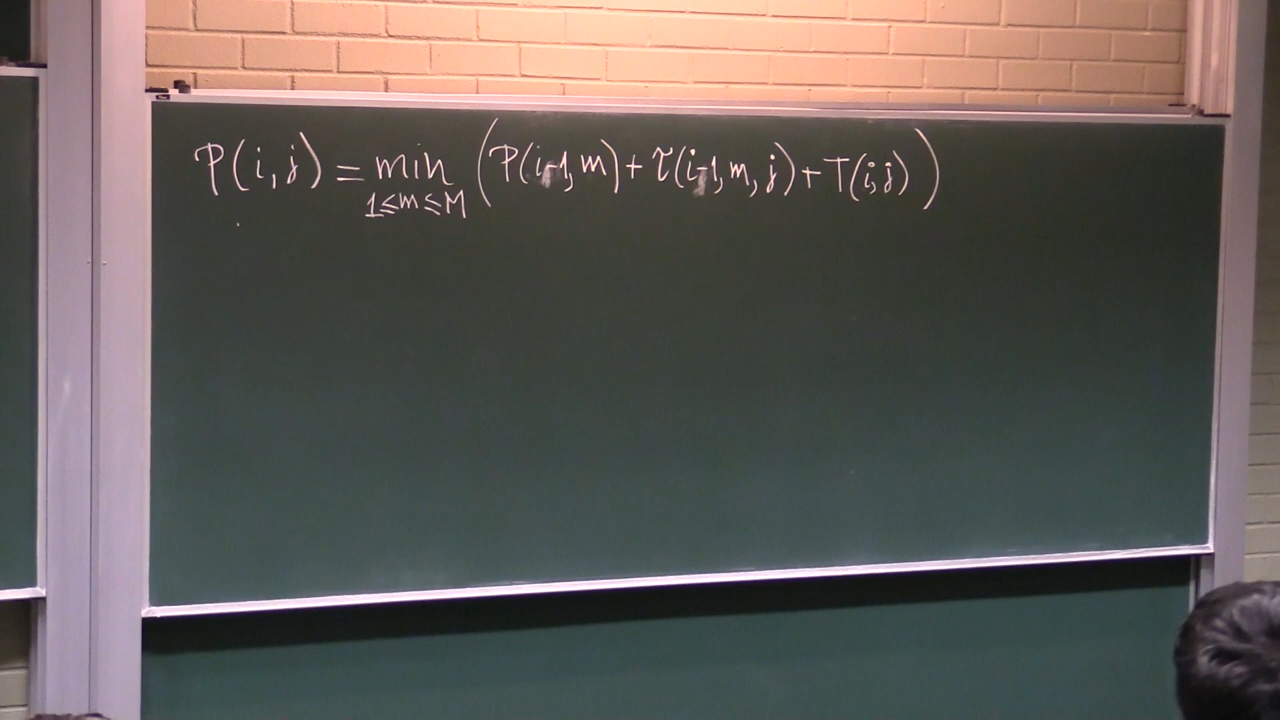 P(i,j) = min (P(i-1,m) + τ(i-1,m,j) + T(i,j))
1≤m≤M